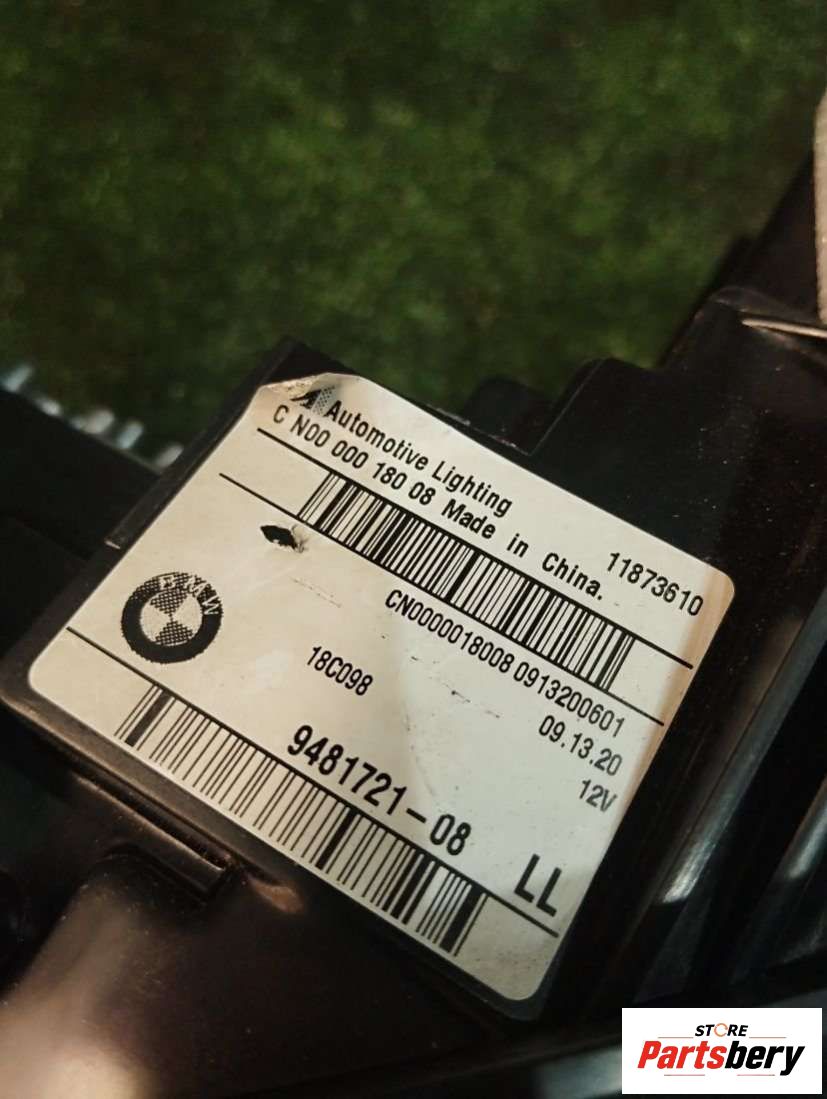 Automotive Lighting
C N00 000 180 08 Made in China.
11873610
CN0000018008 0913200601
BMW
18C098
09.13.20
12V
9481721-08
LL
STORE
Partsbery